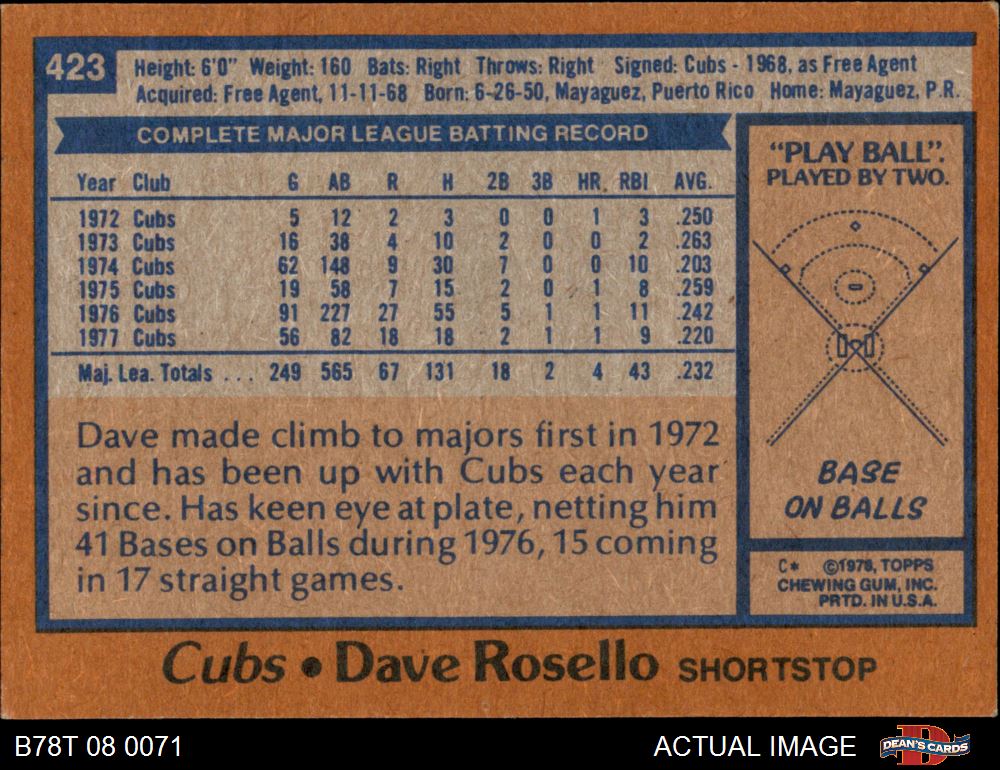 423
Height: 6'0" Weight: 160 Bats: Right Throws: Right Signed: Cubs - 1968, as Free Agent
Acquired: Free Agent, 11-11-68 Born: 6-26-50, Mayaguez, Puerto Rico Home: Mayaguez, P.R.
COMPLETE MAJOR LEAGUE BATTING RECORD
Year Club G AB R H 2B 3B HR RBI AVG.
1972 Cubs 5 12 2 3 0 0 1 3 .250
1973 Cubs 16 38 4 10 2 0 0 2 .263
1974 Cubs 62 148 9 30 7 0 0 10 .203
1975 Cubs 19 58 7 15 2 0 1 8 .259
1976 Cubs 91 227 27 55 5 1 1 11 .242
1977 Cubs 56 82 18 18 2 1 1 9 .220
Maj. Lea. Totals ... 249 565 67 131 18 2 4 43 .232
Dave made climb to majors first in 1972
and has been up with Cubs each year
since. Has keen eye at plate, netting him
41 Bases on Balls during 1976, 15 coming
in 17 straight games.
"PLAY BALL".
PLAYED BY TWO.
BASE
ON BALLS
C* ©1978, TOPPS
CHEWING GUM, INC.
PRTD. IN U.S.A.
Cubs • Dave Rosello SHORTSTOP
B78T 08 0071
ACTUAL IMAGE
DEAN'S CARDS